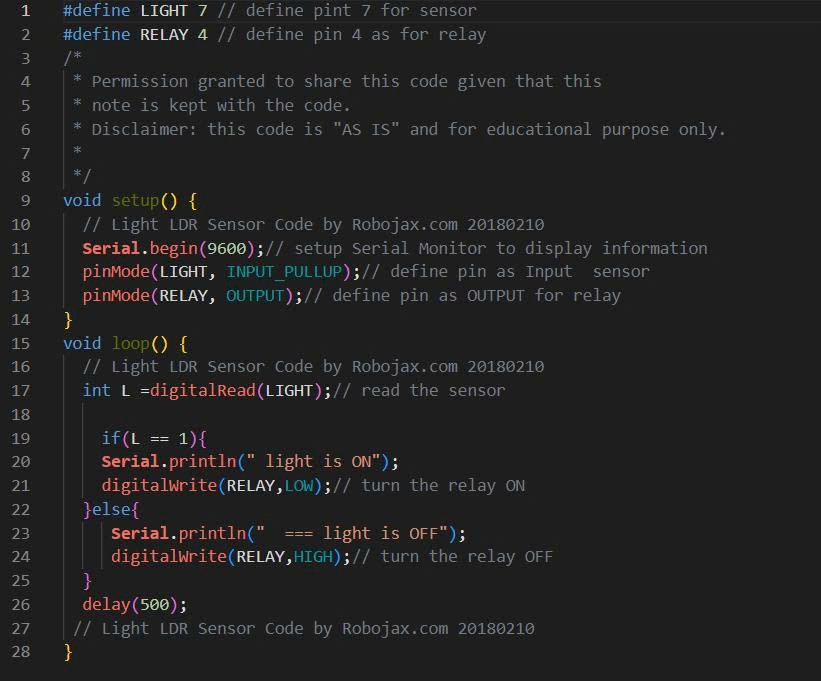 1 #define LIGHT 7 // define pint 7 for sensor
2 #define RELAY 4 // define pin 4 as for relay
3 /*
4  * Permission granted to share this code given that this
5  * note is kept with the code.
6  * Disclaimer: this code is "AS IS" and for educational purpose only.
7  *
8  */
9 void setup() {
10   // Light LDR Sensor Code by Robojax.com 20180210
11   Serial.begin(9600);// setup Serial Monitor to display information
12   pinMode(LIGHT, INPUT_PULLUP);// define pin as Input  sensor
13   pinMode(RELAY, OUTPUT);// define pin as OUTPUT for relay
14 }
15 void loop() {
16   // Light LDR Sensor Code by Robojax.com 20180210
17   int L =digitalRead(LIGHT);// read the sensor
18
19     if(L == 1){
20     Serial.println(" light is ON");
21     digitalWrite(RELAY,LOW);// turn the relay ON
22   }else{
23      Serial.println("  === light is OFF");
24      digitalWrite(RELAY,HIGH);// turn the relay OFF
25   }
26   delay(500);
27  // Light LDR Sensor Code by Robojax.com 20180210
28 }